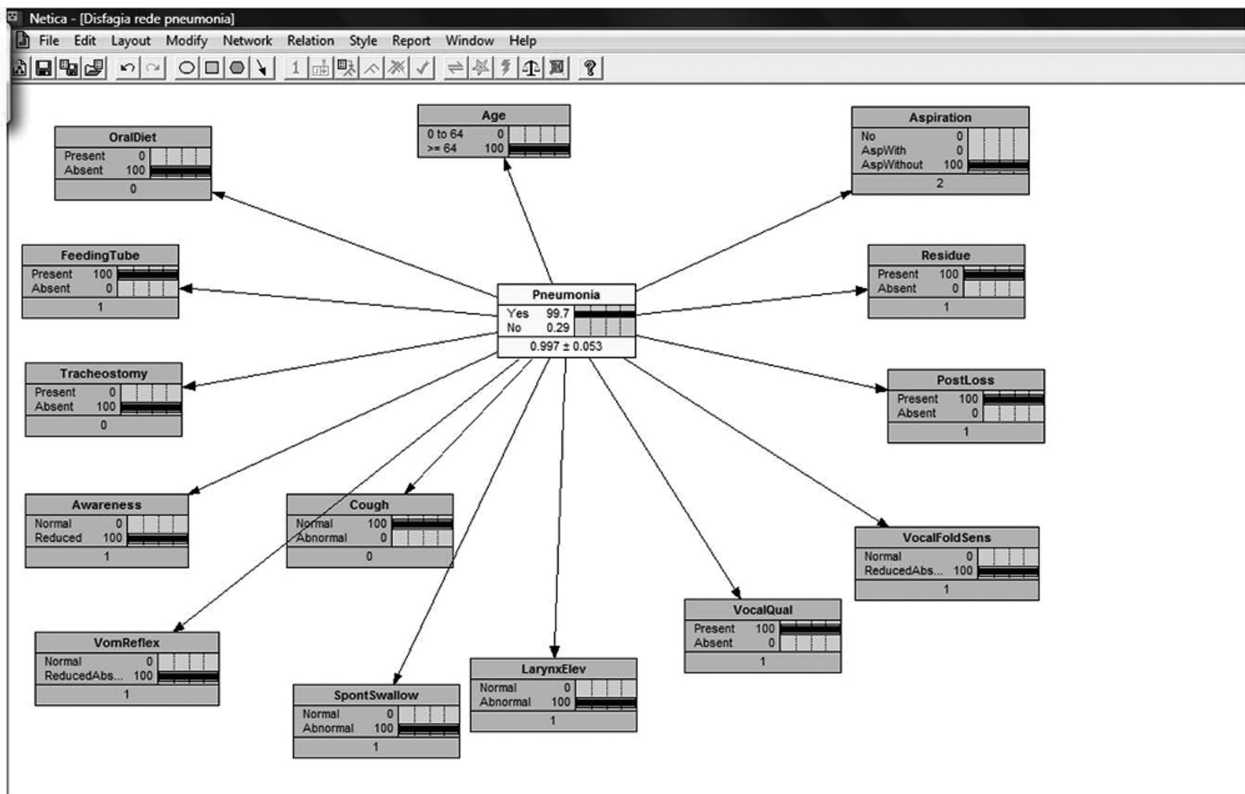 Netica - [Disfagia rede pneumonia]
File Edit Layout Modify Network Relation Style Report Window Help
1 ?
Age
0 to 64 0
>= 64 100
Aspiration
No 0
AspWith 0
AspWithout 100
2
OralDiet
Present 0
Absent 100
0
FeedingTube
Present 100
Absent 0
1
Residue
Present 100
Absent 0
1
Pneumonia
Yes 99.7
No 0.29
0.997 ± 0.053
Tracheostomy
Present 0
Absent 100
0
PostLoss
Present 100
Absent 0
1
Awareness
Normal 0
Reduced 100
1
Cough
Normal 100
Abnormal 0
0
VocalFoldSens
Normal 0
ReducedAbs... 100
1
VocalQual
Present 100
Absent 0
1
VomReflex
Normal 0
ReducedAbs... 100
1
LarynxElev
Normal 0
Abnormal 100
1
SpontSwallow
Normal 0
Abnormal 100
1